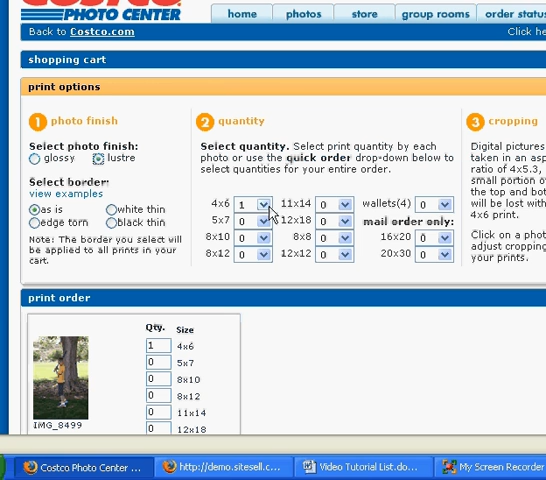 COSTCO
PHOTO CENTER
home photos store group rooms order status
Back to Costco.com Click he
shopping cart
print options
1 photo finish
Select photo finish:
glossy lustre
Select border:
view examples
as is white thin
edge torn black thin
Note: The border you select will
be applied to all prints in your
cart.
2 quantity
Select quantity. Select print quantity by each
photo or use the quick order drop-down below to
select quantities for your entire order.
4x6 1 11x14 0 wallets(4) 0
5x7 0 12x18 0 mail order only:
8x10 0 8x8 0 16x20 0
8x12 0 12x12 0 20x30 0
3 cropping
Digital pictures
taken in an asp
ratio of 4x5.3,
small portion o
the top and bot
will be lost with
4x6 print.
Click on a phot
adjust cropping
your prints.
print order
Qty. Size
1 4x6
0 5x7
0 8x10
0 8x12
0 11x14
0 12x18
IMG_8499
Costco Photo Center ... http://demo.sitesell.c... Video Tutorial List.do... My Screen Recorder